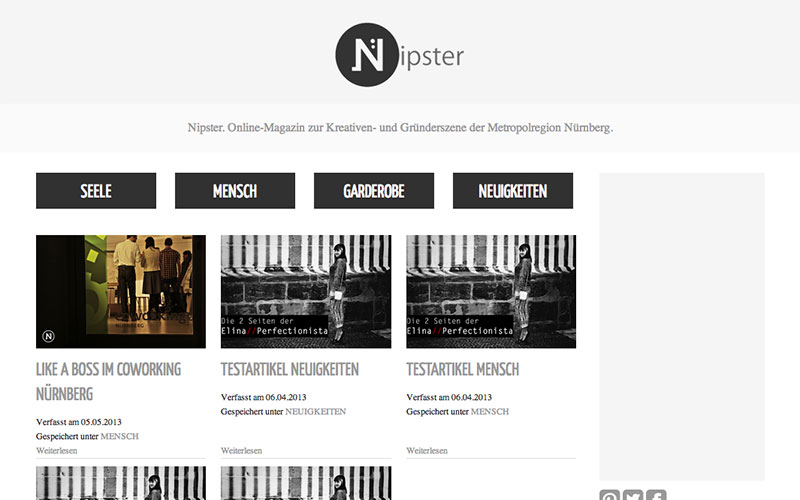 Nipster
Nipster. Online-Magazin zur Kreativen- und Gründerszene der Metropolregion Nürnberg.
SEELE
MENSCH
GARDEROBE
NEUIGKEITEN
N
LIKE A BOSS IM COWORKING
NÜRNBERG
Verfasst am 05.05.2013
Gespeichert unter MENSCH
Weiterlesen
Die 2 Seiten der
Elina//Perfectionista
TESTARTIKEL NEUIGKEITEN
Verfasst am 06.04.2013
Gespeichert unter NEUIGKEITEN
Weiterlesen
Die 2 Seiten der
Elina//Perfectionista
TESTARTIKEL MENSCH
Verfasst am 06.04.2013
Gespeichert unter MENSCH
Weiterlesen